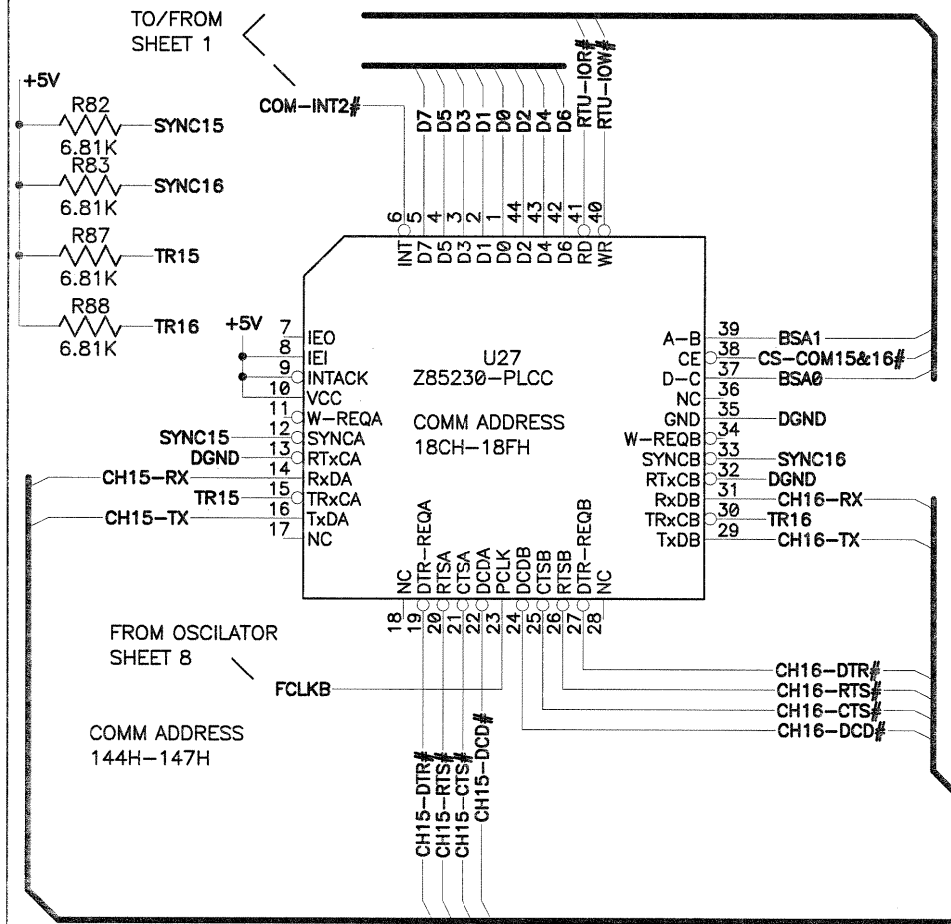 TO/FROM
SHEET 1
+5V
R82
6.81K
SYNC15
R83
6.81K
SYNC16
R87
6.81K
TR15
R88
6.81K
TR16
COM-INT2#
D7
D5
D3
D1
D0
D2
D4
D6
RTU-IOR#
RTU-IOW#
6
5
4
3
2
1
44
43
42
41
40
INT
D7
D5
D3
D1
D0
D2
D4
D6
RD
WR
+5V
7 IEO
8 IEI
9 INTACK
10 VCC
11 W-REQA
SYNC15 12 SYNCA
DGND 13 RTxCA
CH15-RX 14 RxDA
TR15 15 TRxCA
CH15-TX 16 TxDA
17 NC
U27
Z85230-PLCC
COMM ADDRESS
18CH-18FH
A-B 39 BSA1
CE 38 CS-COM15&16#
D-C 37 BSA0
NC 36
GND 35 DGND
W-REQB 34
SYNCB 33 SYNC16
RTxCB 32 DGND
RxDB 31 CH16-RX
TRxCB 30 TR16
TxDB 29 CH16-TX
NC
DTR-REQA
RTSA
CTSA
DCDA
PCLK
DCDB
CTSB
RTSB
DTR-REQB
NC
18
19
20
21
22
23
24
25
26
27
28
FROM OSCILATOR
SHEET 8
FCLKB
COMM ADDRESS
144H-147H
CH15-DTR#
CH15-RTS#
CH15-CTS#
CH15-DCD#
CH16-DTR#
CH16-RTS#
CH16-CTS#
CH16-DCD#